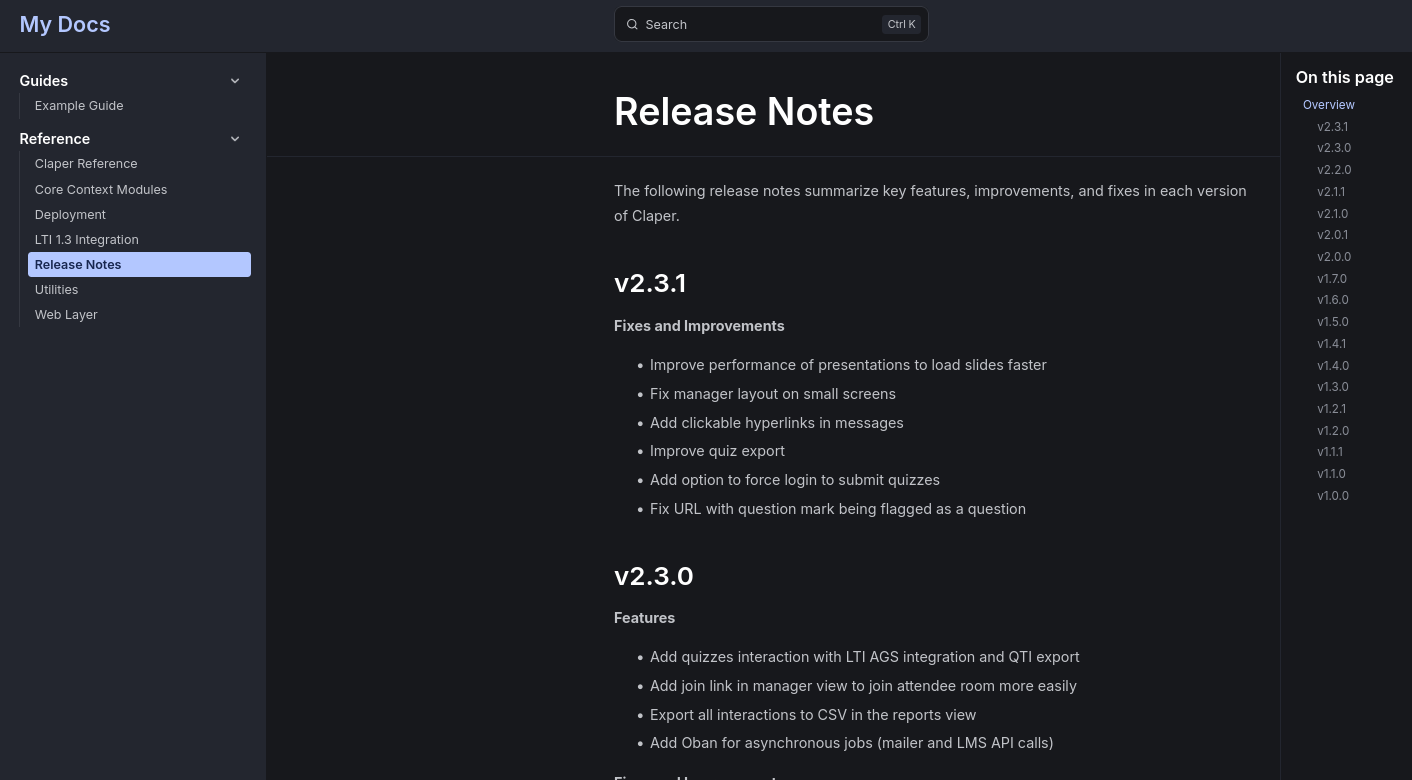 My Docs
Search
Ctrl K
Guides
Example Guide
Reference
Claper Reference
Core Context Modules
Deployment
LTI 1.3 Integration
Release Notes
Utilities
Web Layer
Release Notes
The following release notes summarize key features, improvements, and fixes in each version
of Claper.
v2.3.1
Fixes and Improvements
• Improve performance of presentations to load slides faster
• Fix manager layout on small screens
• Add clickable hyperlinks in messages
• Improve quiz export
• Add option to force login to submit quizzes
• Fix URL with question mark being flagged as a question
v2.3.0
Features
• Add quizzes interaction with LTI AGS integration and QTI export
• Add join link in manager view to join attendee room more easily
• Export all interactions to CSV in the reports view
• Add Oban for asynchronous jobs (mailer and LMS API calls)
On this page
Overview
v2.3.1
v2.3.0
v2.2.0
v2.1.1
v2.1.0
v2.0.1
v2.0.0
v1.7.0
v1.6.0
v1.5.0
v1.4.1
v1.4.0
v1.3.0
v1.2.1
v1.2.0
v1.1.1
v1.1.0
v1.0.0